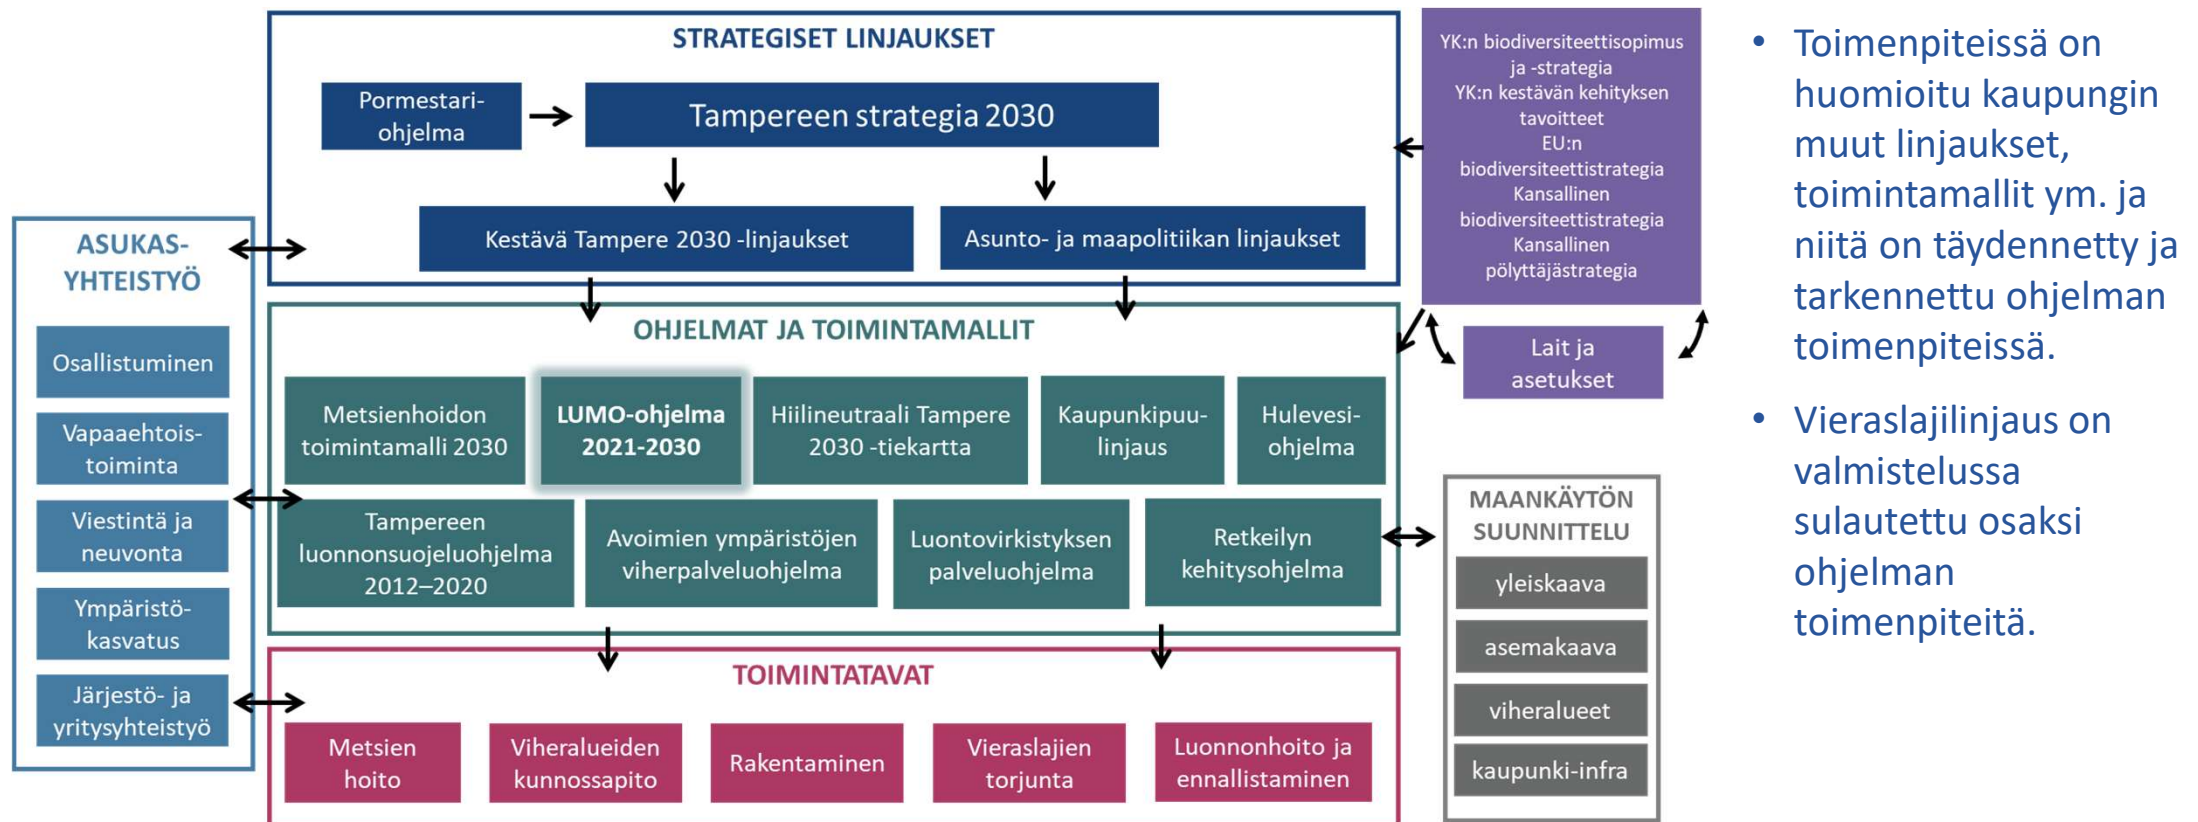 STRATEGISET LINJAUKSET
Pormestari-
ohjelma
Tampereen strategia 2030
Kestävä Tampere 2030 -linjaukset
Asunto- ja maapolitiikan linjaukset
YK:n biodiversiteettisopimus
ja -strategia
YK:n kestävän kehityksen
tavoitteet
EU:n
biodiversiteettistrategia
Kansallinen
biodiversiteettistrategia
Kansallinen
pölyttäjästrategia
Lait ja
asetukset
ASUKAS-
YHTEISTYÖ
Osallistuminen
Vapaaehtois-
toiminta
Viestintä ja
neuvonta
Ympäristö-
kasvatus
Järjestö- ja
yritysyhteistyö
OHJELMAT JA TOIMINTAMALLIT
Metsienhoidon
toimintamalli 2030
LUMO-ohjelma
2021-2030
Hiilineutraali Tampere
2030 -tiekartta
Kaupunkipuu-
linjaus
Hulevesi-
ohjelma
Tampereen
luonnonsuojeluohjelma
2012–2020
Avoimien ympäristöjen
viherpalveluohjelma
Luontovirkistyksen
palveluohjelma
Retkeilyn
kehitysohjelma
MAANKÄYTÖN
SUUNNITTELU
yleiskaava
asemakaava
viheralueet
kaupunki-infra
TOIMINTATAVAT
Metsien
hoito
Viheralueiden
kunnossapito
Rakentaminen
Vieraslajien
torjunta
Luonnonhoito ja
ennallistaminen
• Toimenpiteissä on
huomioitu kaupungin
muut linjaukset,
toimintamallit ym. ja
niitä on täydennetty ja
tarkennettu ohjelman
toimenpiteissä.
• Vieraslajilinjaus on
valmistelussa
sulautettu osaksi
ohjelman
toimenpiteitä.